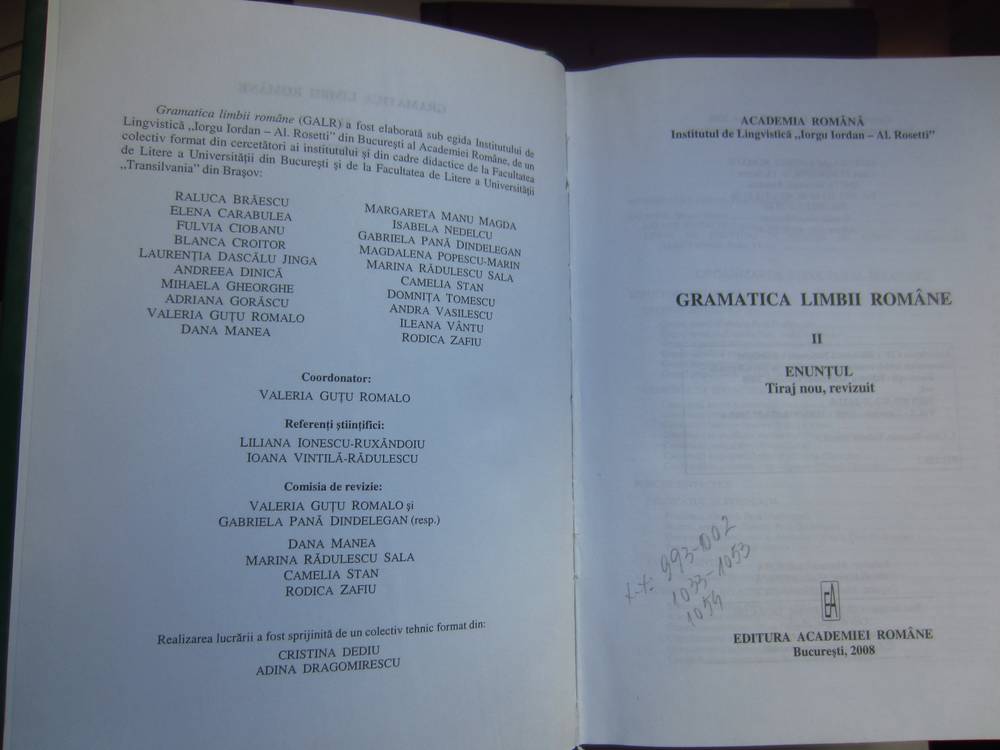 Gramatica limbii române (GALR) a fost elaborată sub egida Institutului de
Lingvistică „Iorgu Iordan – Al. Rosetti” din București al Academiei Române, de un
colectiv format din cercetători ai institutului și din cadre didactice de la Facultatea
de Litere a Universității din București și de la Facultatea de Litere a Universității
„Transilvania” din Brașov:
RALUCA BRĂESCU
ELENA CARABULEA
FULVIA CIOBANU
BLANCA CROITOR
LAURENȚIA DASCĂLU JINGA
ANDREEA DINICĂ
MIHAELA GHEORGHE
ADRIANA GORĂSCU
VALERIA GUȚU ROMALO
DANA MANEA
MARGARETA MANU MAGDA
ISABELA NEDELCU
GABRIELA PANĂ DINDELEGAN
MAGDALENA POPESCU-MARIN
MARINA RĂDULESCU SALA
CAMELIA STAN
DOMNIȚA TOMESCU
ANDRA VASILESCU
ILEANA VÂNTU
RODICA ZAFIU
Coordonator:
VALERIA GUȚU ROMALO
Referenți științifici:
LILIANA IONESCU-RUXĂNDOIU
IOANA VINTILĂ-RĂDULESCU
Comisia de revizie:
VALERIA GUȚU ROMALO și
GABRIELA PANĂ DINDELEGAN (resp.)
DANA MANEA
MARINA RĂDULESCU SALA
CAMELIA STAN
RODICA ZAFIU
Realizarea lucrării a fost sprijinită de un colectiv tehnic format din:
CRISTINA DEDIU
ADINA DRAGOMIRESCU
ACADEMIA ROMÂNĂ
Institutul de Lingvistică „Iorgu Iordan – Al. Rosetti”
GRAMATICA LIMBII ROMÂNE
II
ENUNȚUL
Tiraj nou, revizuit
993-1002
1033-1053
1054
EA
EDITURA ACADEMIEI ROMÂNE
București, 2008